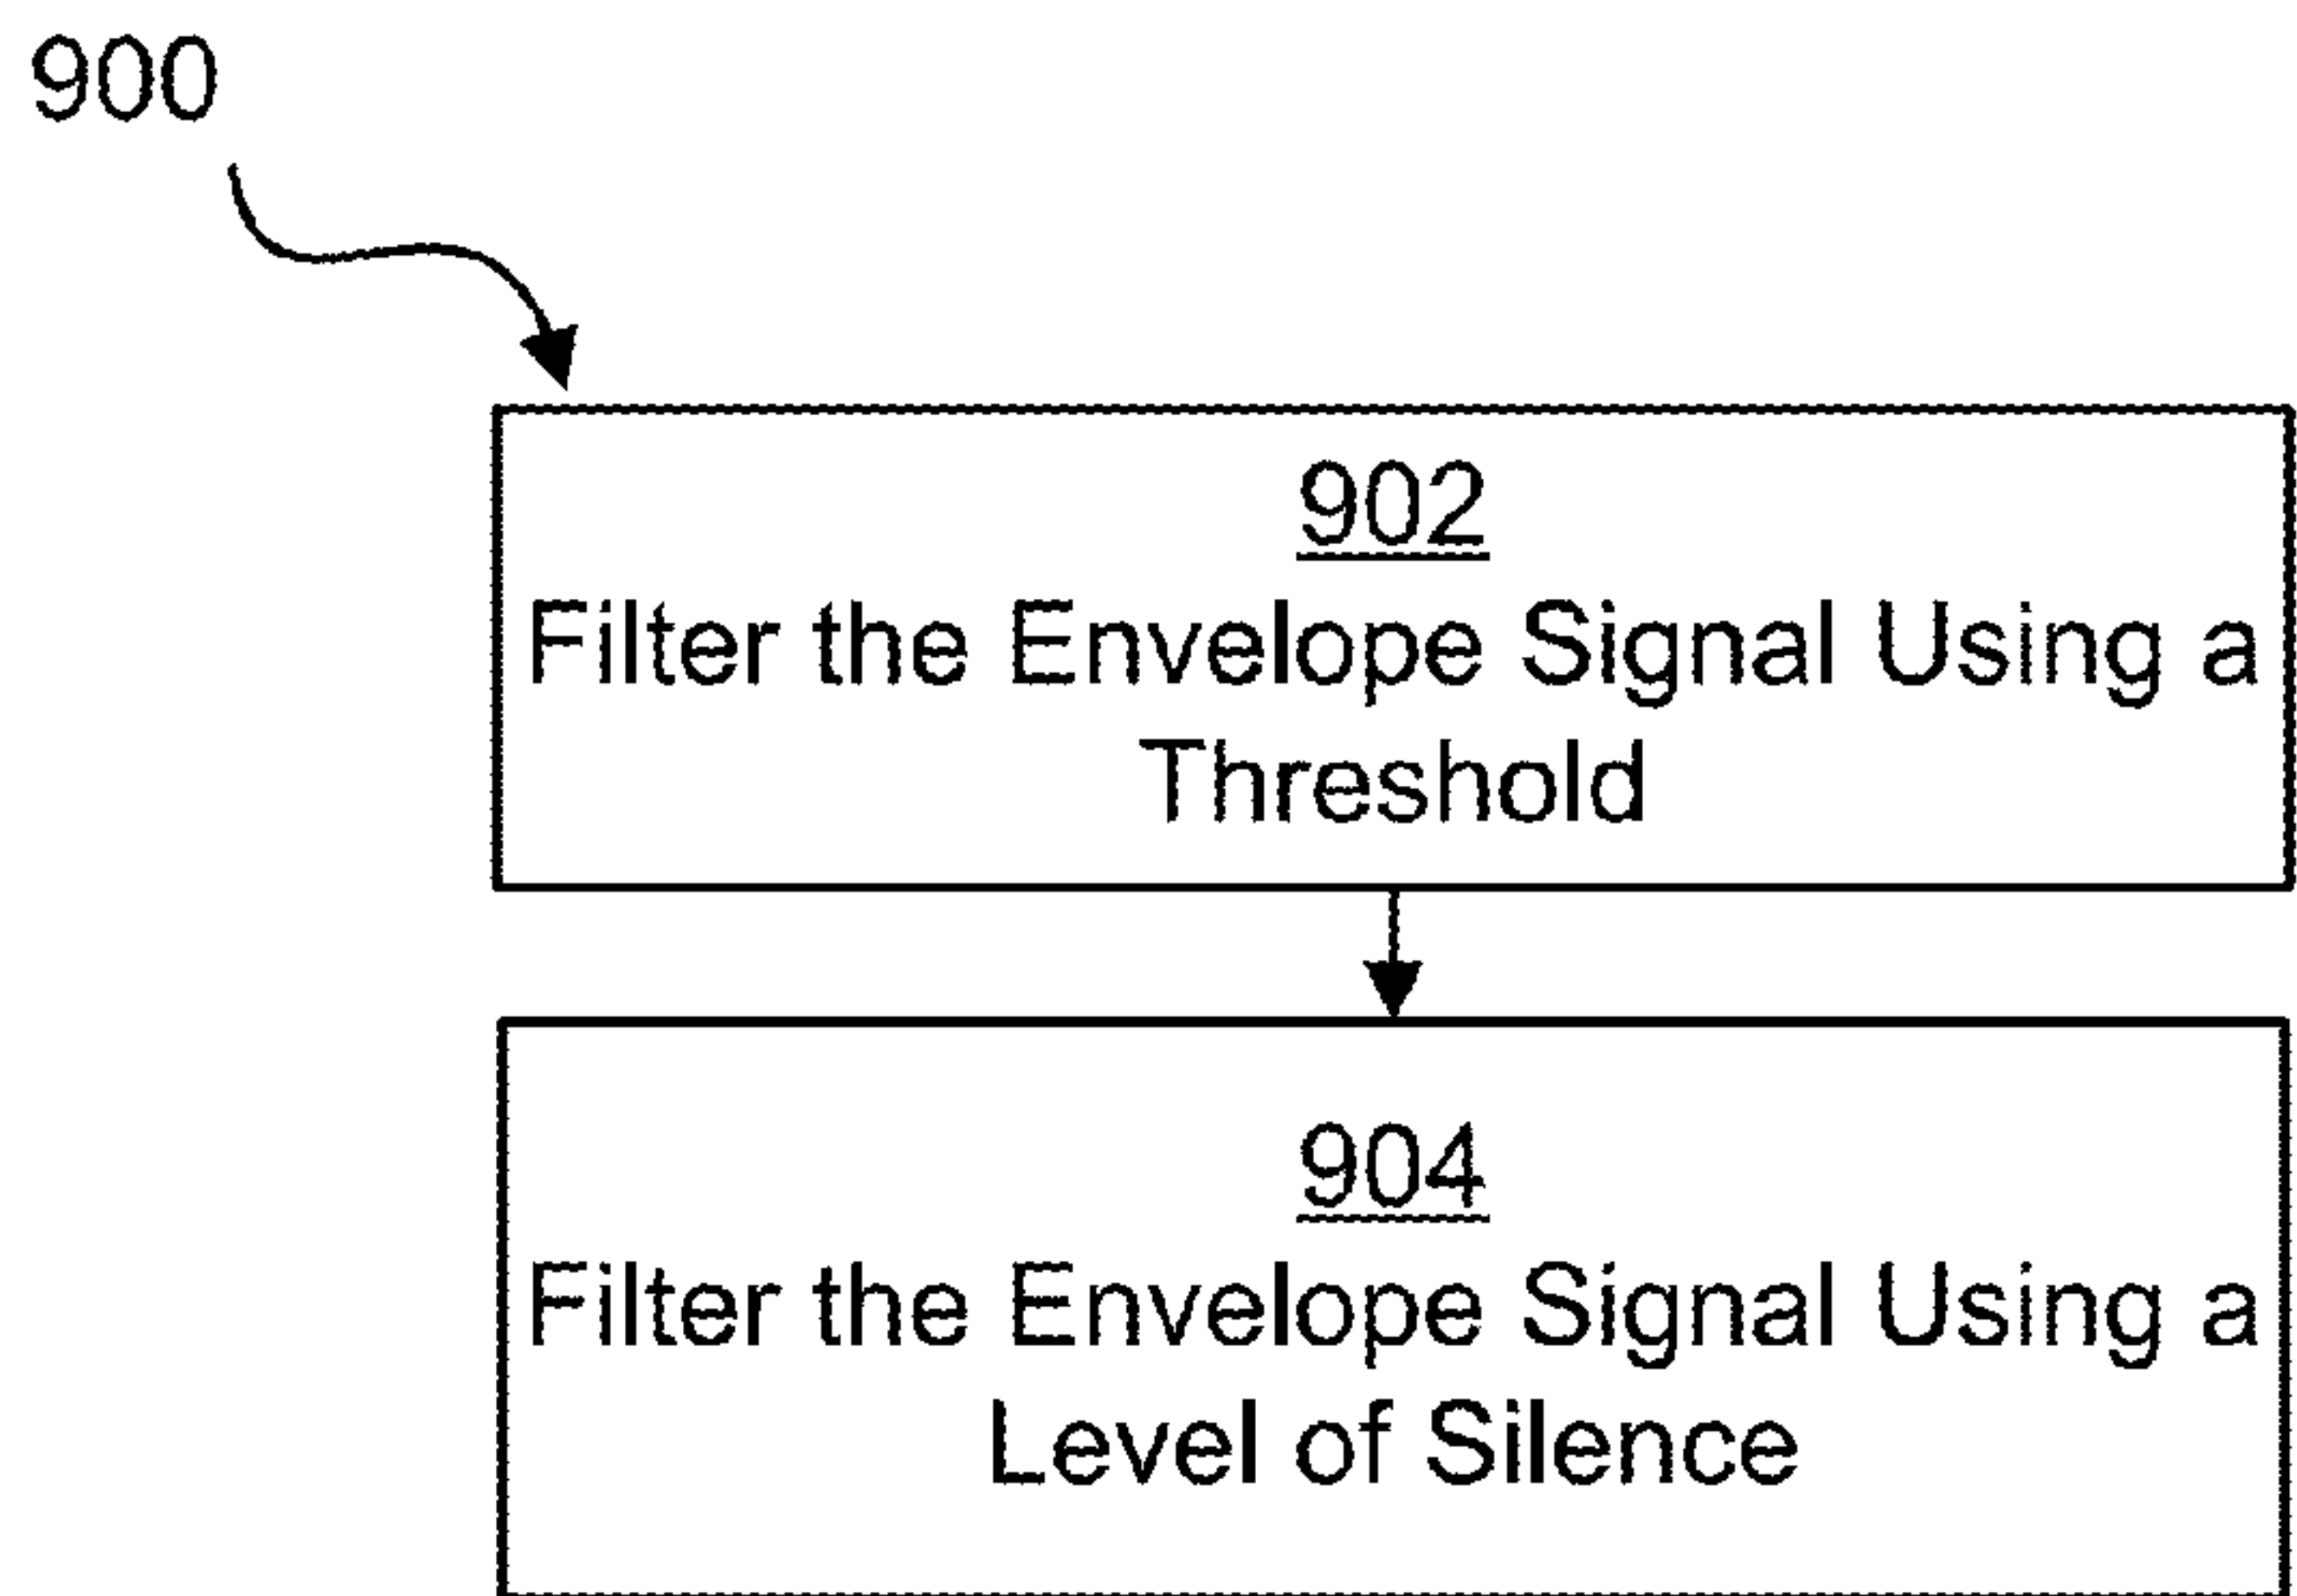 900
902
Filter the Envelope Signal Using a
Threshold
904
Filter the Envelope Signal Using a
Level of Silence